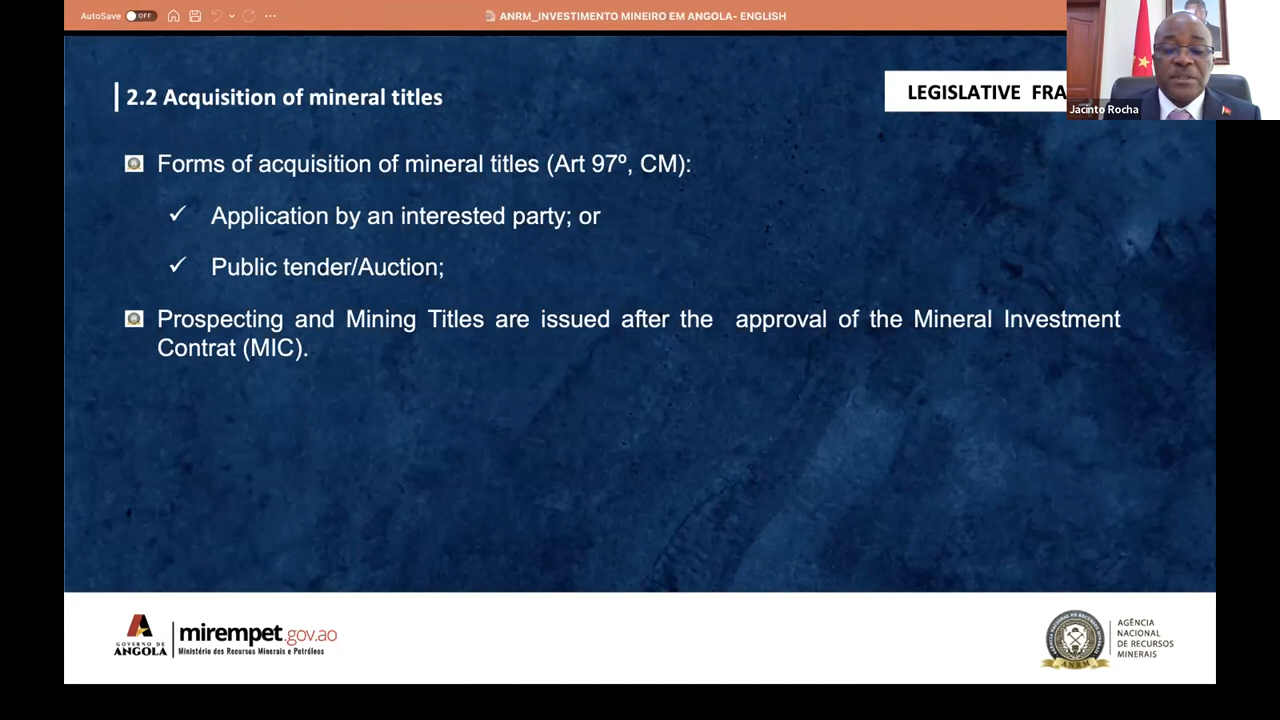 AutoSave OFF
ANRM_INVESTIMENTO MINEIRO EM ANGOLA- ENGLISH
2.2 Acquisition of mineral titles
LEGISLATIVE FRA
Jacinto Rocha
Forms of acquisition of mineral titles (Art 97º, CM):
Application by an interested party; or
Public tender/Auction;
Prospecting and Mining Titles are issued after the approval of the Mineral Investment
Contrat (MIC).
GOVERNO DE
ANGOLA
mirempet.gov.ao
Ministério dos Recursos Minerais e Petróleos
A.N.R.M
AGÊNCIA
NACIONAL
DE RECURSOS
MINERAIS